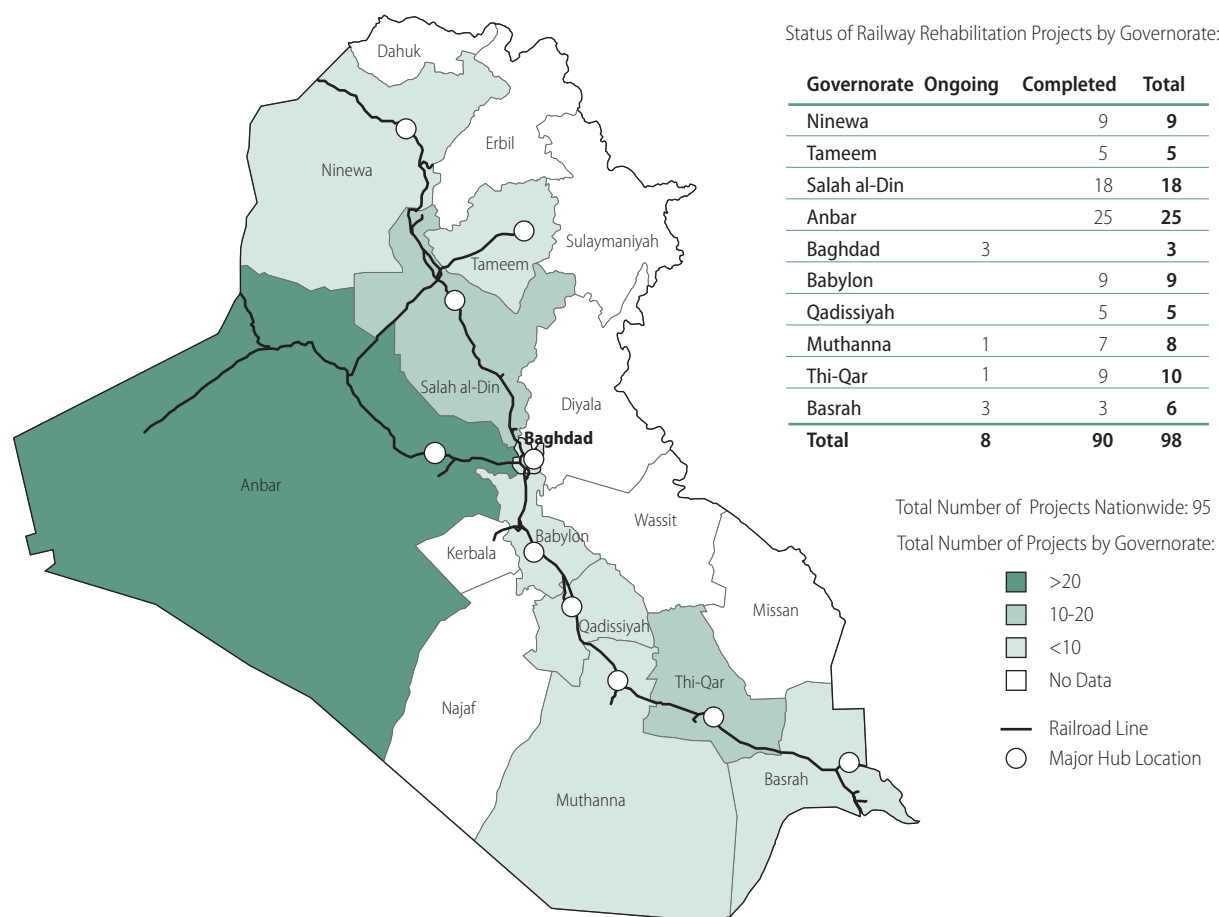 Status of Railway Rehabilitation Projects by Governorate:
Governorate Ongoing Completed Total
Ninewa 9 9
Tameem 5 5
Salah al-Din 18 18
Anbar 25 25
Baghdad 3 3
Babylon 9 9
Qadissiyah 5 5
Muthanna 1 7 8
Thi-Qar 1 9 10
Basrah 3 3 6
Total 8 90 98
Total Number of Projects Nationwide: 95
Total Number of Projects by Governorate:
>20
10-20
<10
No Data
Railroad Line
Major Hub Location
Dahuk
Erbil
Ninewa
Sulaymaniyah
Tameem
Salah al-Din
Diyala
Baghdad
Anbar
Wassit
Babylon
Kerbala
Missan
Qadissiyah
Thi-Qar
Najaf
Basrah
Muthanna